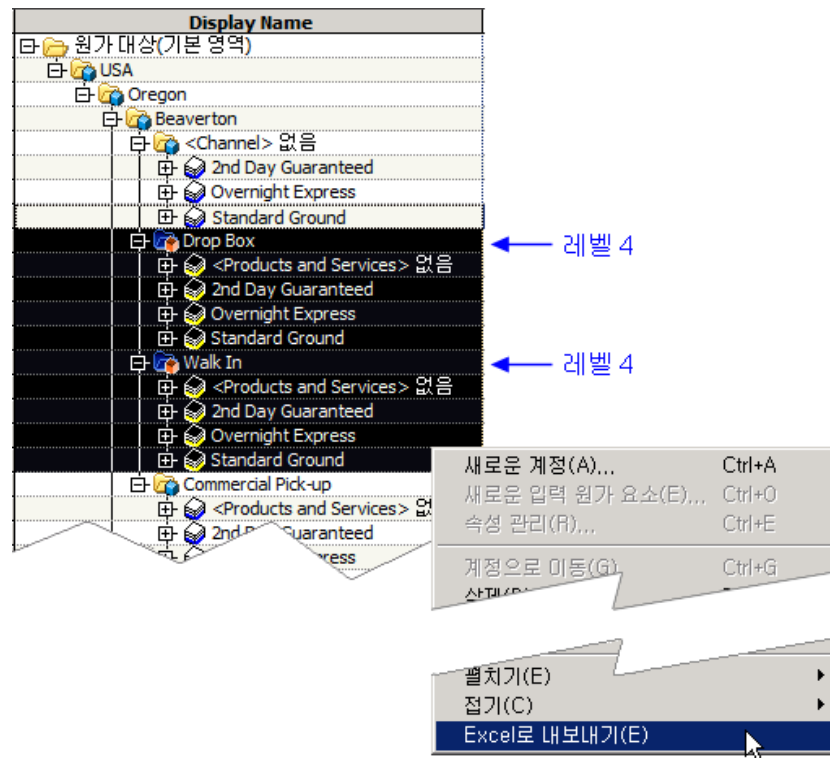 Display Name
원가 대상(기본 영역)
USA
Oregon
Beaverton
<Channel> 없음
2nd Day Guaranteed
Overnight Express
Standard Ground
Drop Box
레벨 4
<Products and Services> 없음
2nd Day Guaranteed
Overnight Express
Standard Ground
Walk In
레벨 4
<Products and Services> 없음
2nd Day Guaranteed
Overnight Express
Standard Ground
Commercial Pick-up
<Products and Services>
2nd Day Guaranteed
새로운 계정(A)... Ctrl+A
새로운 입력 원가 요소(E)... Ctrl+O
속성 관리(R)... Ctrl+E
계정으로 이동(G) Ctrl+G
펼치기(E)
접기(C)
Excel로 내보내기(E)